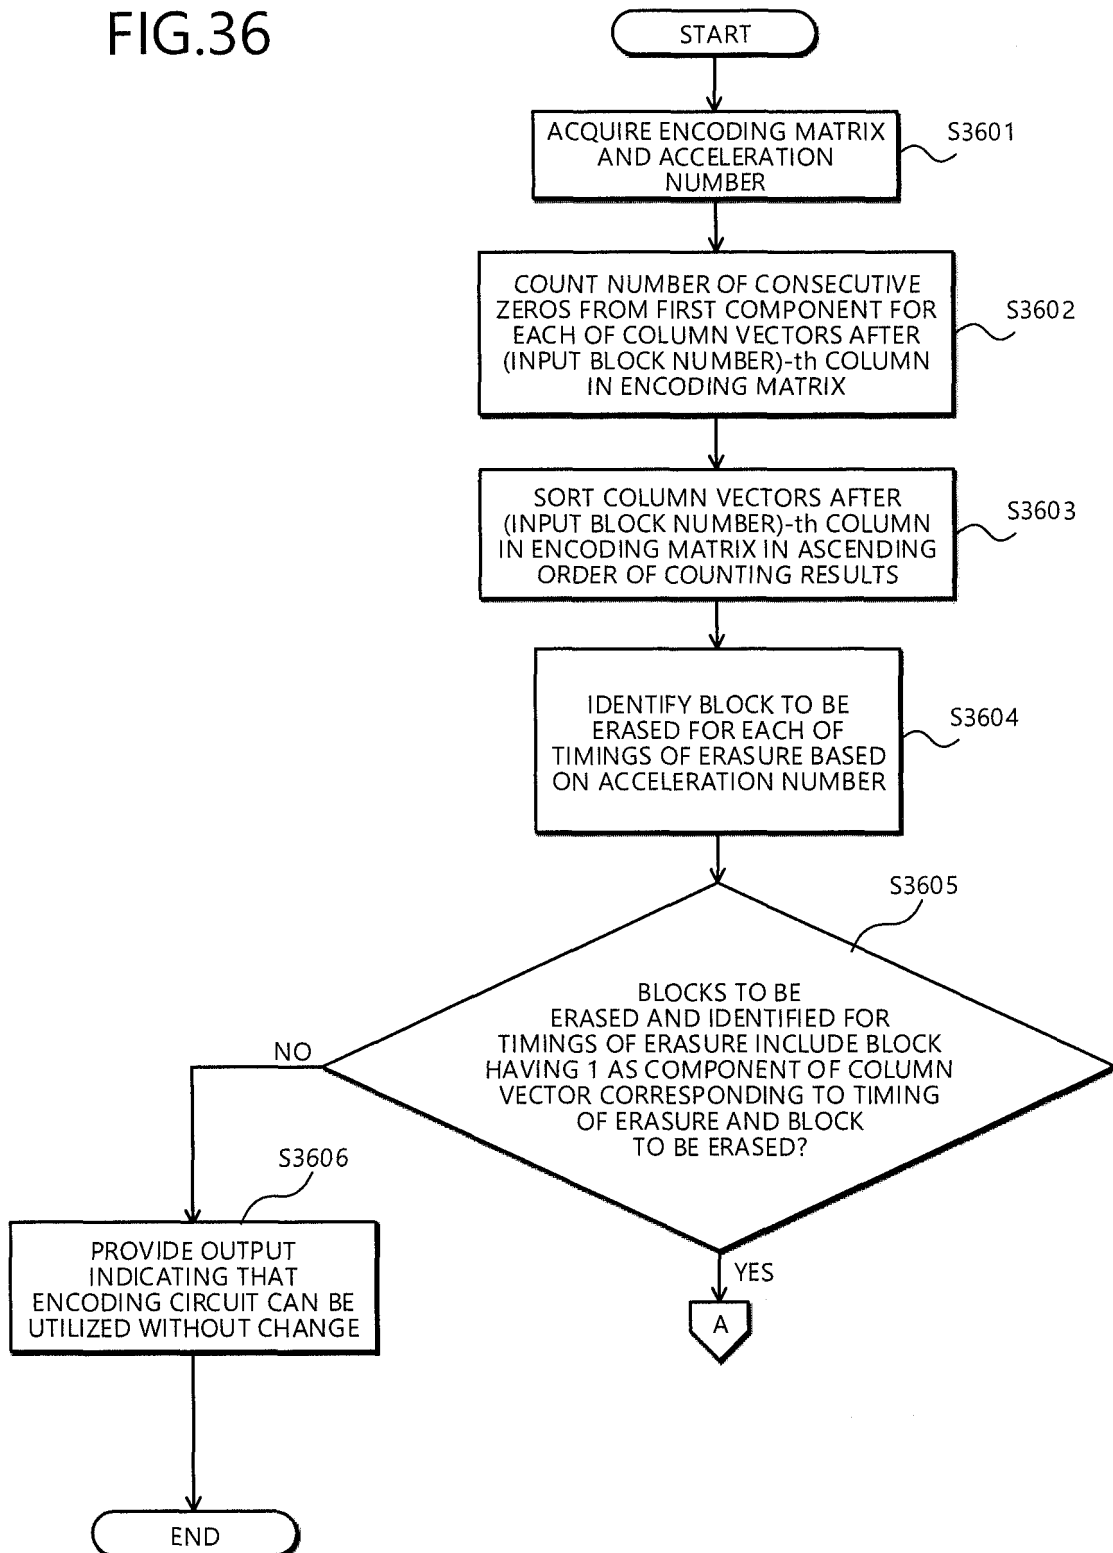 FIG.36
START
ACQUIRE ENCODING MATRIX
AND ACCELERATION
NUMBER
S3601
COUNT NUMBER OF CONSECUTIVE
ZEROS FROM FIRST COMPONENT FOR
EACH OF COLUMN VECTORS AFTER
(INPUT BLOCK NUMBER)-th COLUMN
IN ENCODING MATRIX
S3602
SORT COLUMN VECTORS AFTER
(INPUT BLOCK NUMBER)-th COLUMN
IN ENCODING MATRIX IN ASCENDING
ORDER OF COUNTING RESULTS
S3603
IDENTIFY BLOCK TO BE
ERASED FOR EACH OF
TIMINGS OF ERASURE BASED
ON ACCELERATION NUMBER
S3604
S3605
BLOCKS TO BE
ERASED AND IDENTIFIED FOR
TIMINGS OF ERASURE INCLUDE BLOCK
HAVING 1 AS COMPONENT OF COLUMN
VECTOR CORRESPONDING TO TIMING
OF ERASURE AND BLOCK
TO BE ERASED?
NO
S3606
PROVIDE OUTPUT
INDICATING THAT
ENCODING CIRCUIT CAN BE
UTILIZED WITHOUT CHANGE
YES
A
END